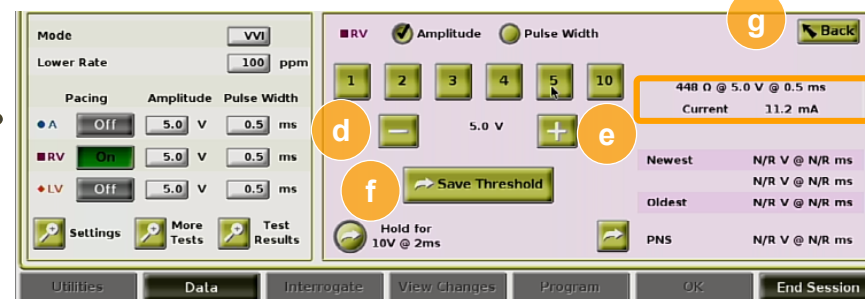 g
Mode VVI
Lower Rate 100 ppm
Pacing Amplitude Pulse Width
A Off 5.0 V 0.5 ms
RV On 5.0 V 0.5 ms
LV Off 5.0 V 0.5 ms
Settings More Tests Test Results
RV Amplitude Pulse Width Back
1 2 3 4 5 10
d 5.0 V e
f Save Threshold
Hold for
10V @ 2ms
448 Ω @ 5.0 V @ 0.5 ms
Current 11.2 mA
Newest N/R V @ N/R ms
N/R V @ N/R ms
Oldest N/R V @ N/R ms
PNS N/R V @ N/R ms
Utilities Data Interrogate View Changes Program OK End Session